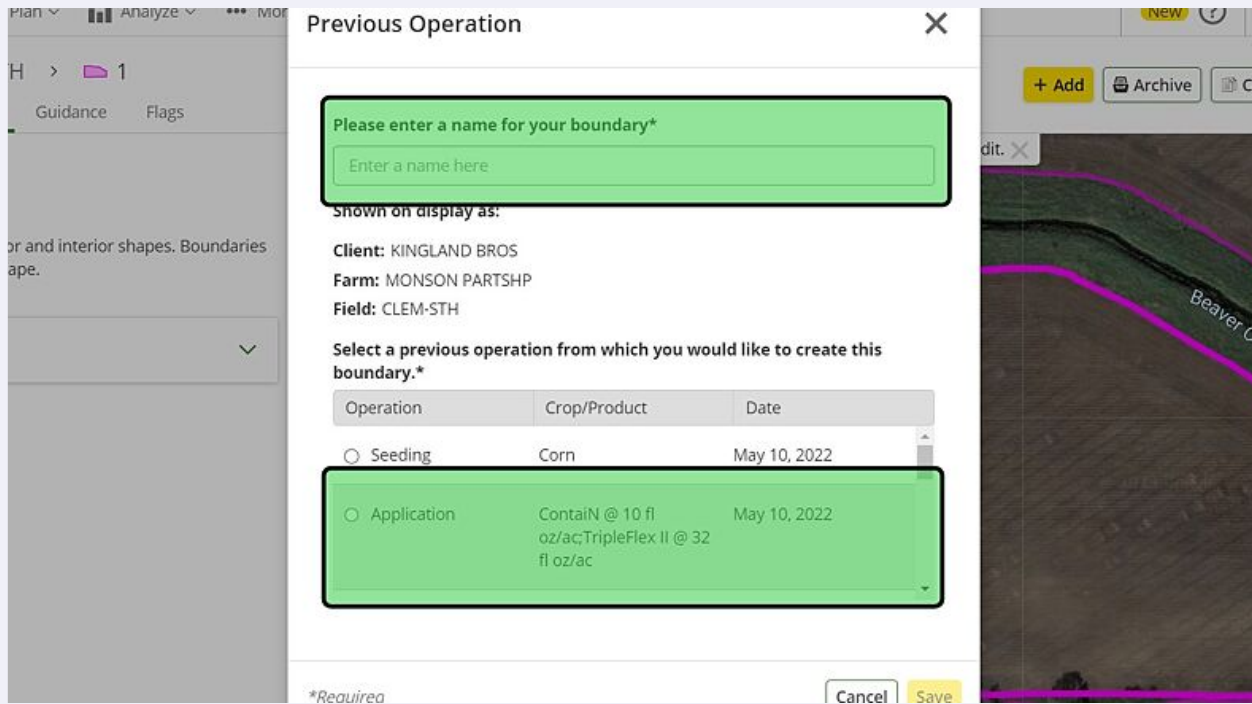 Plan Analyze ••• Mor
Previous Operation
New ?
TH > 1
+ Add Archive C
Guidance Flags
Please enter a name for your boundary*
Enter a name here
dit.
Shown on display as:
or and interior shapes. Boundaries
ape.
Client: KINGLAND BROS
Farm: MONSON PARTSHP
Field: CLEM-STH
Beaver C
Select a previous operation from which you would like to create this
boundary.*
Operation Crop/Product Date
Seeding Corn May 10, 2022
Application ContaiN @ 10 fl May 10, 2022
oz/ac;TripleFlex II @ 32
fl oz/ac
*Required
Cancel Save